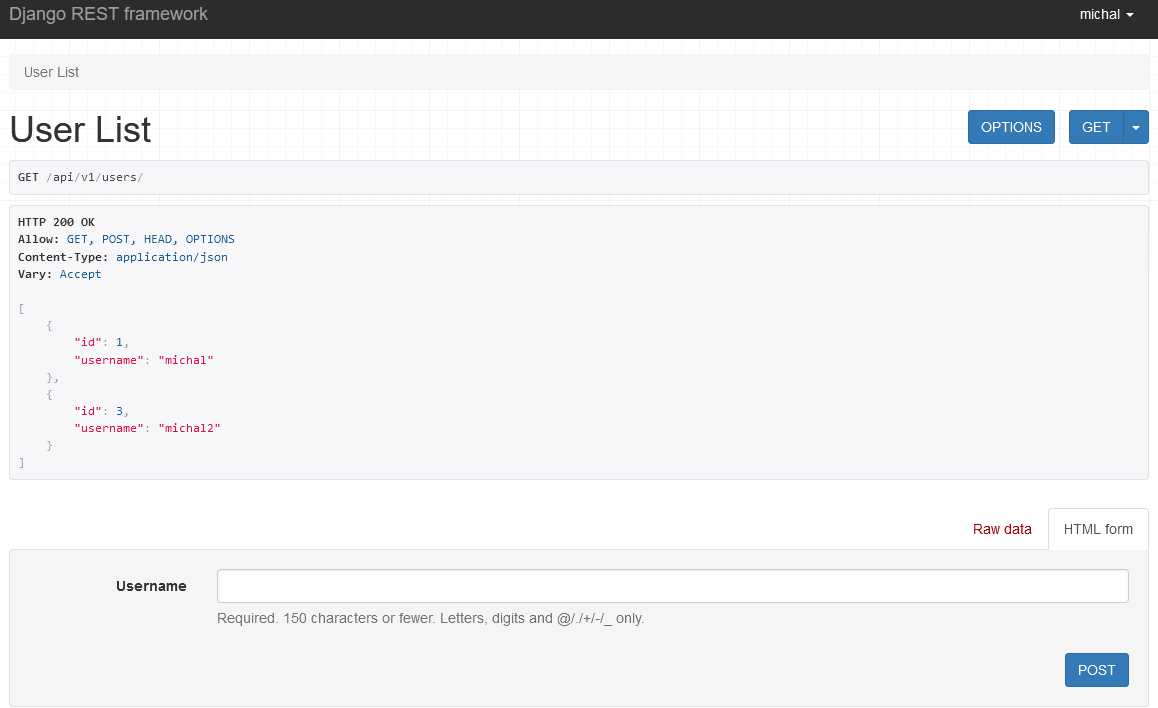 Django REST framework
michal
User List
User List
OPTIONS
GET
GET /api/v1/users/
HTTP 200 OK
Allow: GET, POST, HEAD, OPTIONS
Content-Type: application/json
Vary: Accept
[
    {
        "id": 1,
        "username": "michal"
    },
    {
        "id": 3,
        "username": "michal2"
    }
]
Raw data
HTML form
Username
Required. 150 characters or fewer. Letters, digits and @/./+/-/_ only.
POST